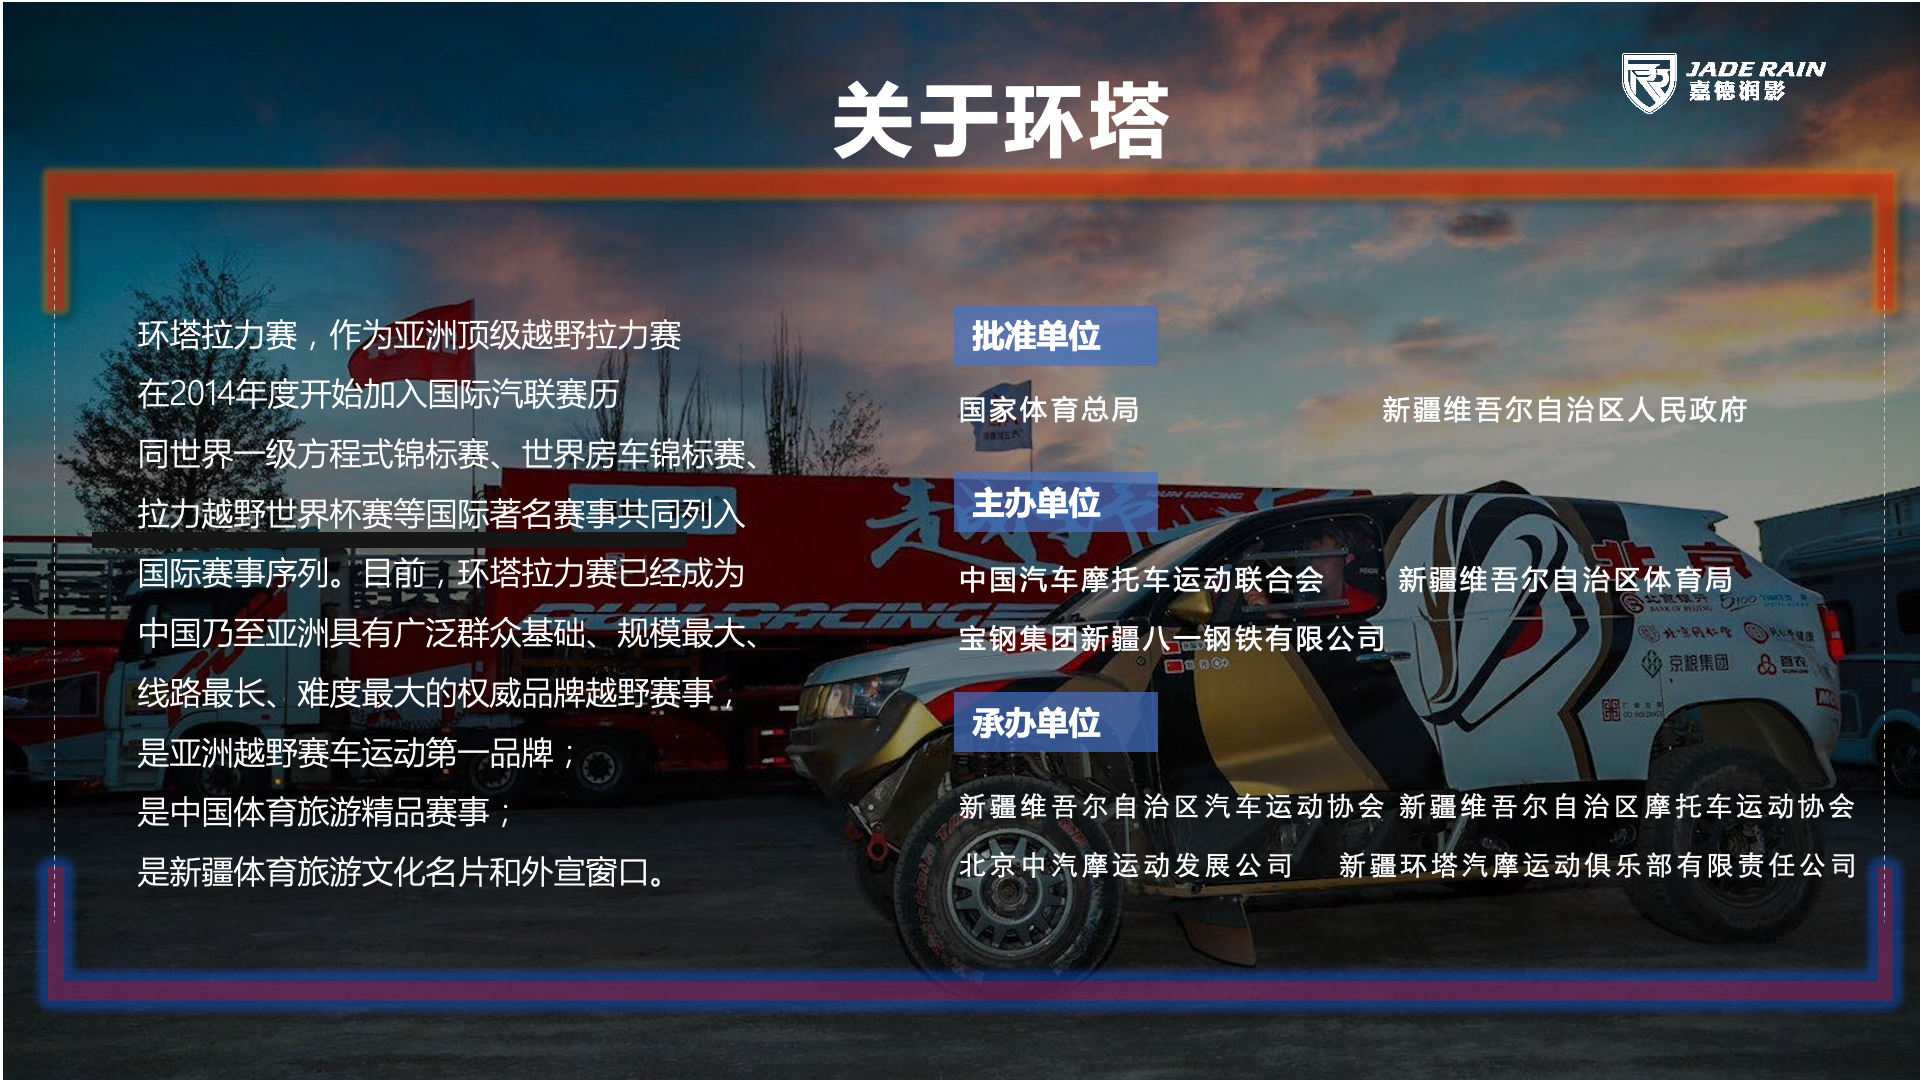 关于环塔
JADE RAIN
嘉德润影
环塔拉力赛，作为亚洲顶级越野拉力赛
在2014年度开始加入国际汽联赛历
同世界一级方程式锦标赛、世界房车锦标赛、
拉力越野世界杯赛等国际著名赛事共同列入
国际赛事序列。目前，环塔拉力赛已经成为
中国乃至亚洲具有广泛群众基础、规模最大、
线路最长、难度最大的权威品牌越野赛事，
是亚洲越野赛车运动第一品牌；
是中国体育旅游精品赛事；
是新疆体育旅游文化名片和外宣窗口。
批准单位
国家体育总局 新疆维吾尔自治区人民政府
主办单位
中国汽车摩托车运动联合会 新疆维吾尔自治区体育局
宝钢集团新疆八一钢铁有限公司
承办单位
新疆维吾尔自治区汽车运动协会 新疆维吾尔自治区摩托车运动协会
北京中汽摩运动发展公司 新疆环塔汽摩运动俱乐部有限责任公司
RUN RACING
RUN RACING
北京
BANK OF BEIJING
京粮集团
首农